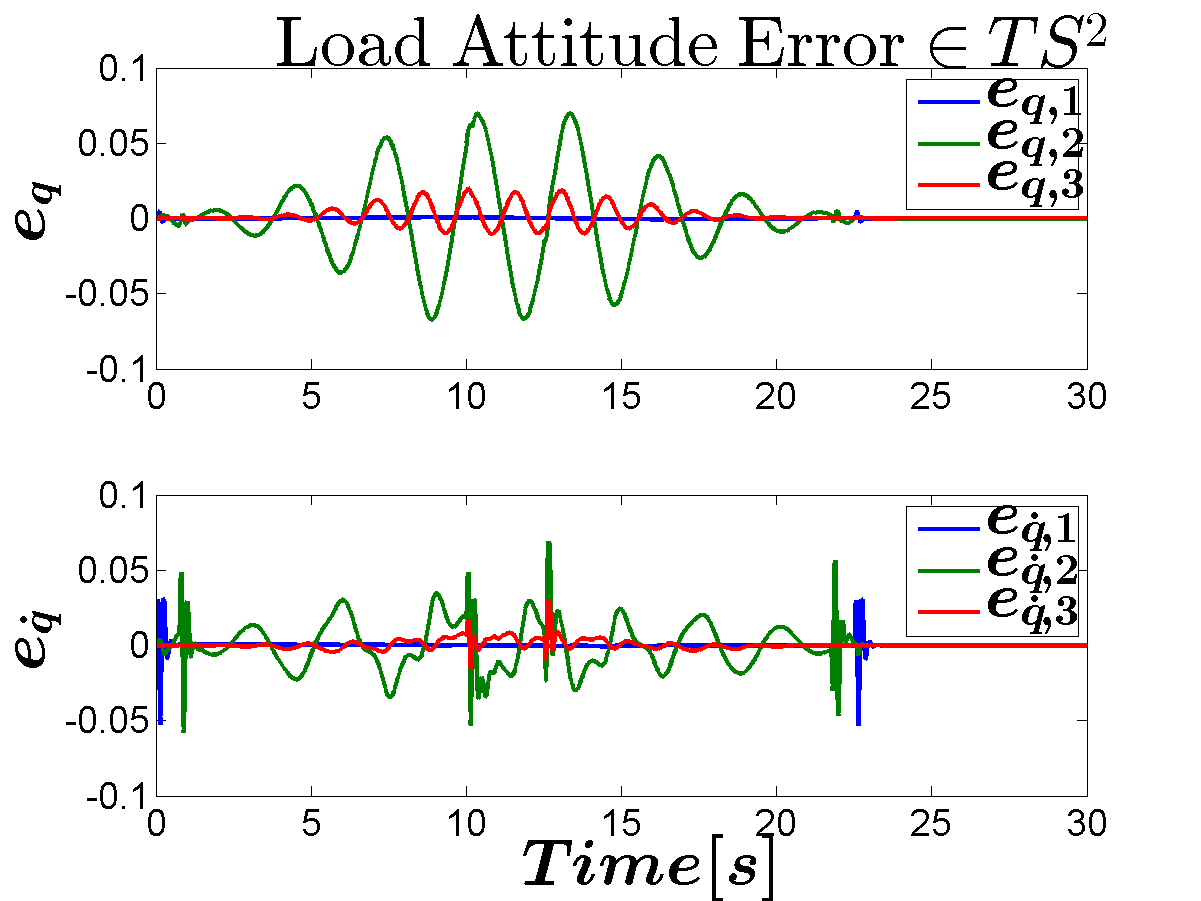 Load Attitude Error ∈ TS²
0.1
0.05
0
-0.05
-0.1
e_q
e_{q,1}
e_{q,2}
e_{q,3}
0 5 10 15 20 25 30
0.1
0.05
0
-0.05
-0.1
e_{q̇}
e_{q̇,1}
e_{q̇,2}
e_{q̇,3}
0 5 10 15 20 25 30
Time[s]